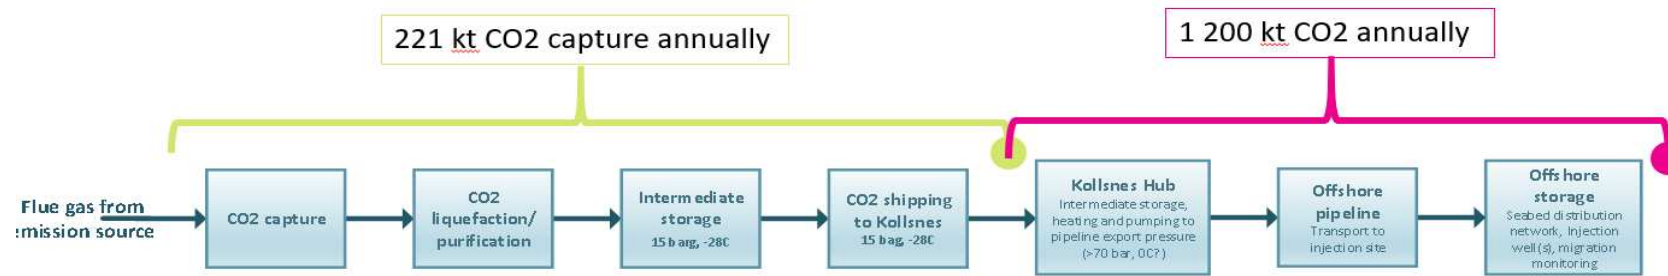 221 kt CO2 capture annually
1 200 kt CO2 annually
Flue gas from
mission source
CO2 capture
CO2
liquefaction/
purification
Intermediate
storage
15 barg, -28C
CO2 shipping
to Kollsnes
15 bag, -28C
Kollsnes Hub
Intermediate storage,
heating and pumping to
pipeline export pressure
(>70 bar, 0C?)
Offshore
pipeline
Transport to
injection site
Offshore
storage
Seabed distribution
network, Injection
well(s), migration
monitoring